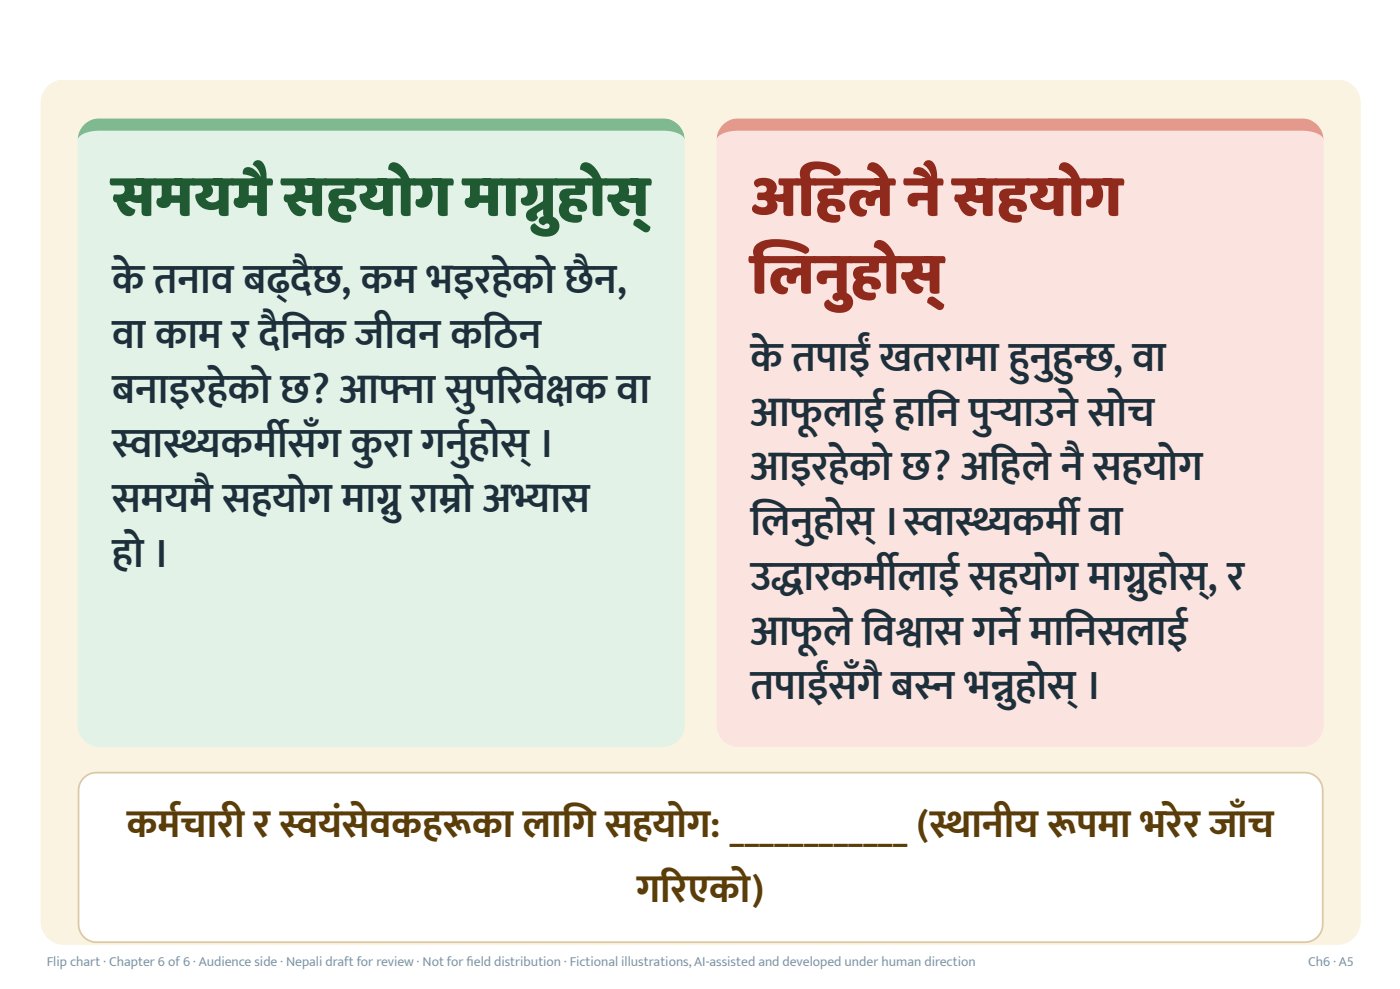 समयमै सहयोग माग्नुहोस्
के तनाव बढ्दैछ, कम भइरहेको छैन,
वा काम र दैनिक जीवन कठिन
बनाइरहेको छ? आफ्ना सुपरिवेक्षक वा
स्वास्थ्यकर्मीसँग कुरा गर्नुहोस् ।
समयमै सहयोग माग्नु राम्रो अभ्यास
हो ।
अहिले नै सहयोग
लिनुहोस्
के तपाईं खतरामा हुनुहुन्छ, वा
आफूलाई हानि पुऱ्याउने सोच
आइरहेको छ? अहिले नै सहयोग
लिनुहोस् । स्वास्थ्यकर्मी वा
उद्धारकर्मीलाई सहयोग माग्नुहोस्, र
आफूले विश्वास गर्ने मानिसलाई
तपाईंसँगै बस्न भन्नुहोस् ।
कर्मचारी र स्वयंसेवकहरूका लागि सहयोग: ____________ (स्थानीय रूपमा भरेर जाँच
गरिएको)
Flip chart · Chapter 6 of 6 · Audience side · Nepali draft for review · Not for field distribution · Fictional illustrations, AI-assisted and developed under human direction
Ch6 · A5